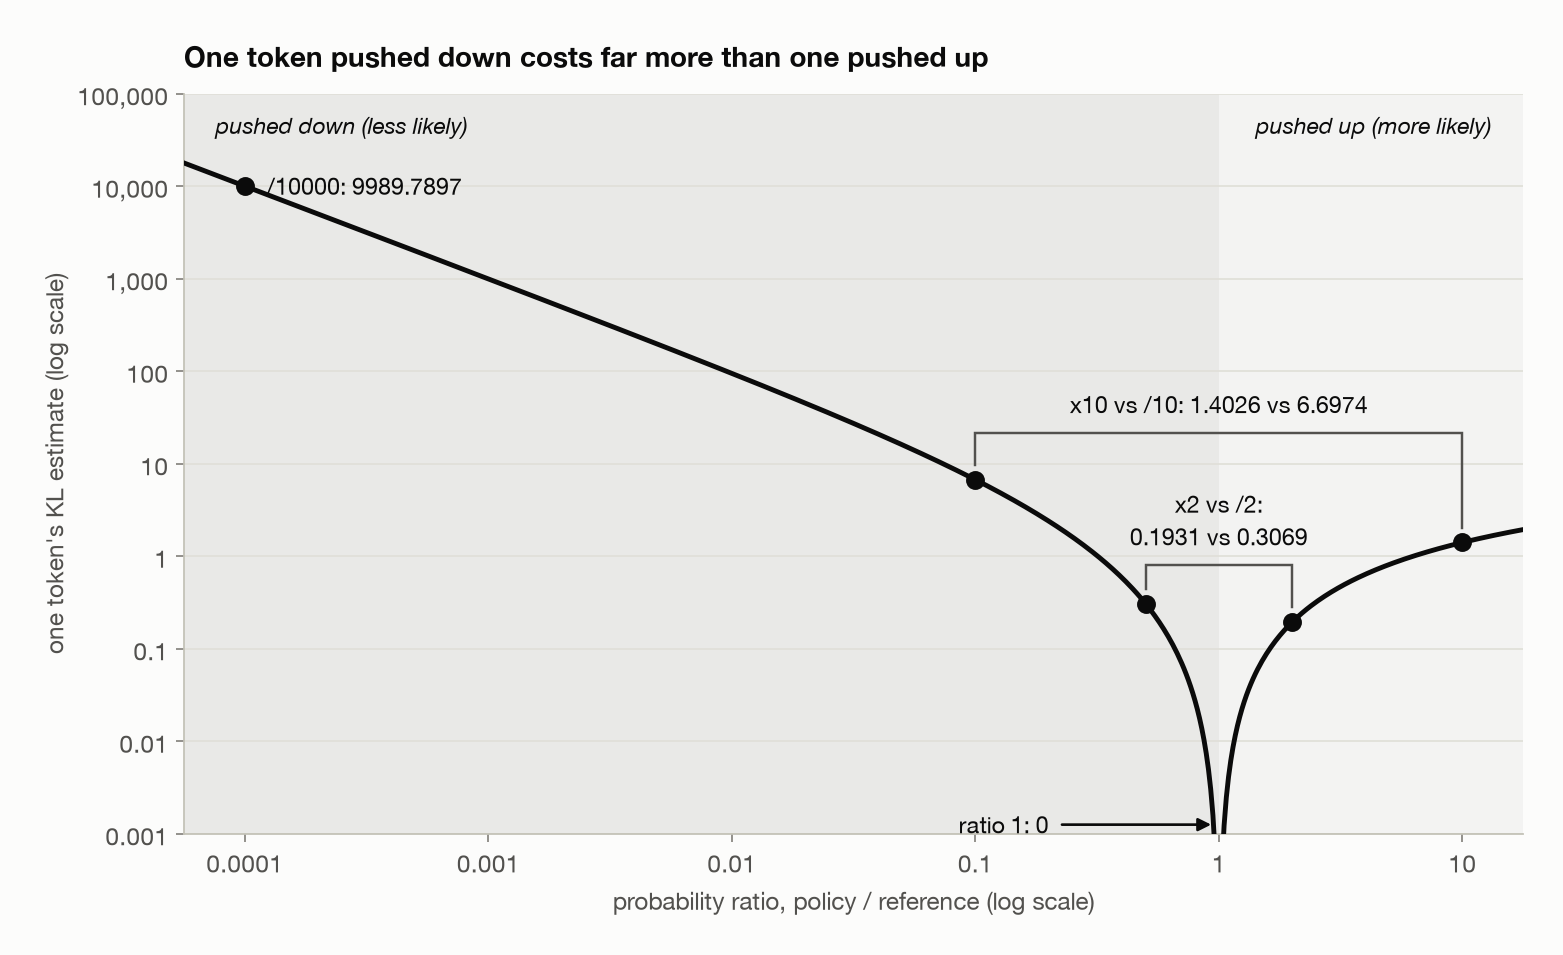 One token pushed down costs far more than one pushed up
100,000
pushed down (less likely)
pushed up (more likely)
10,000
/10000: 9989.7897
1,000
100
x10 vs /10: 1.4026 vs 6.6974
10
x2 vs /2:
0.1931 vs 0.3069
1
0.1
0.01
ratio 1: 0
0.001
one token's KL estimate (log scale)
0.0001
0.001
0.01
0.1
1
10
probability ratio, policy / reference (log scale)